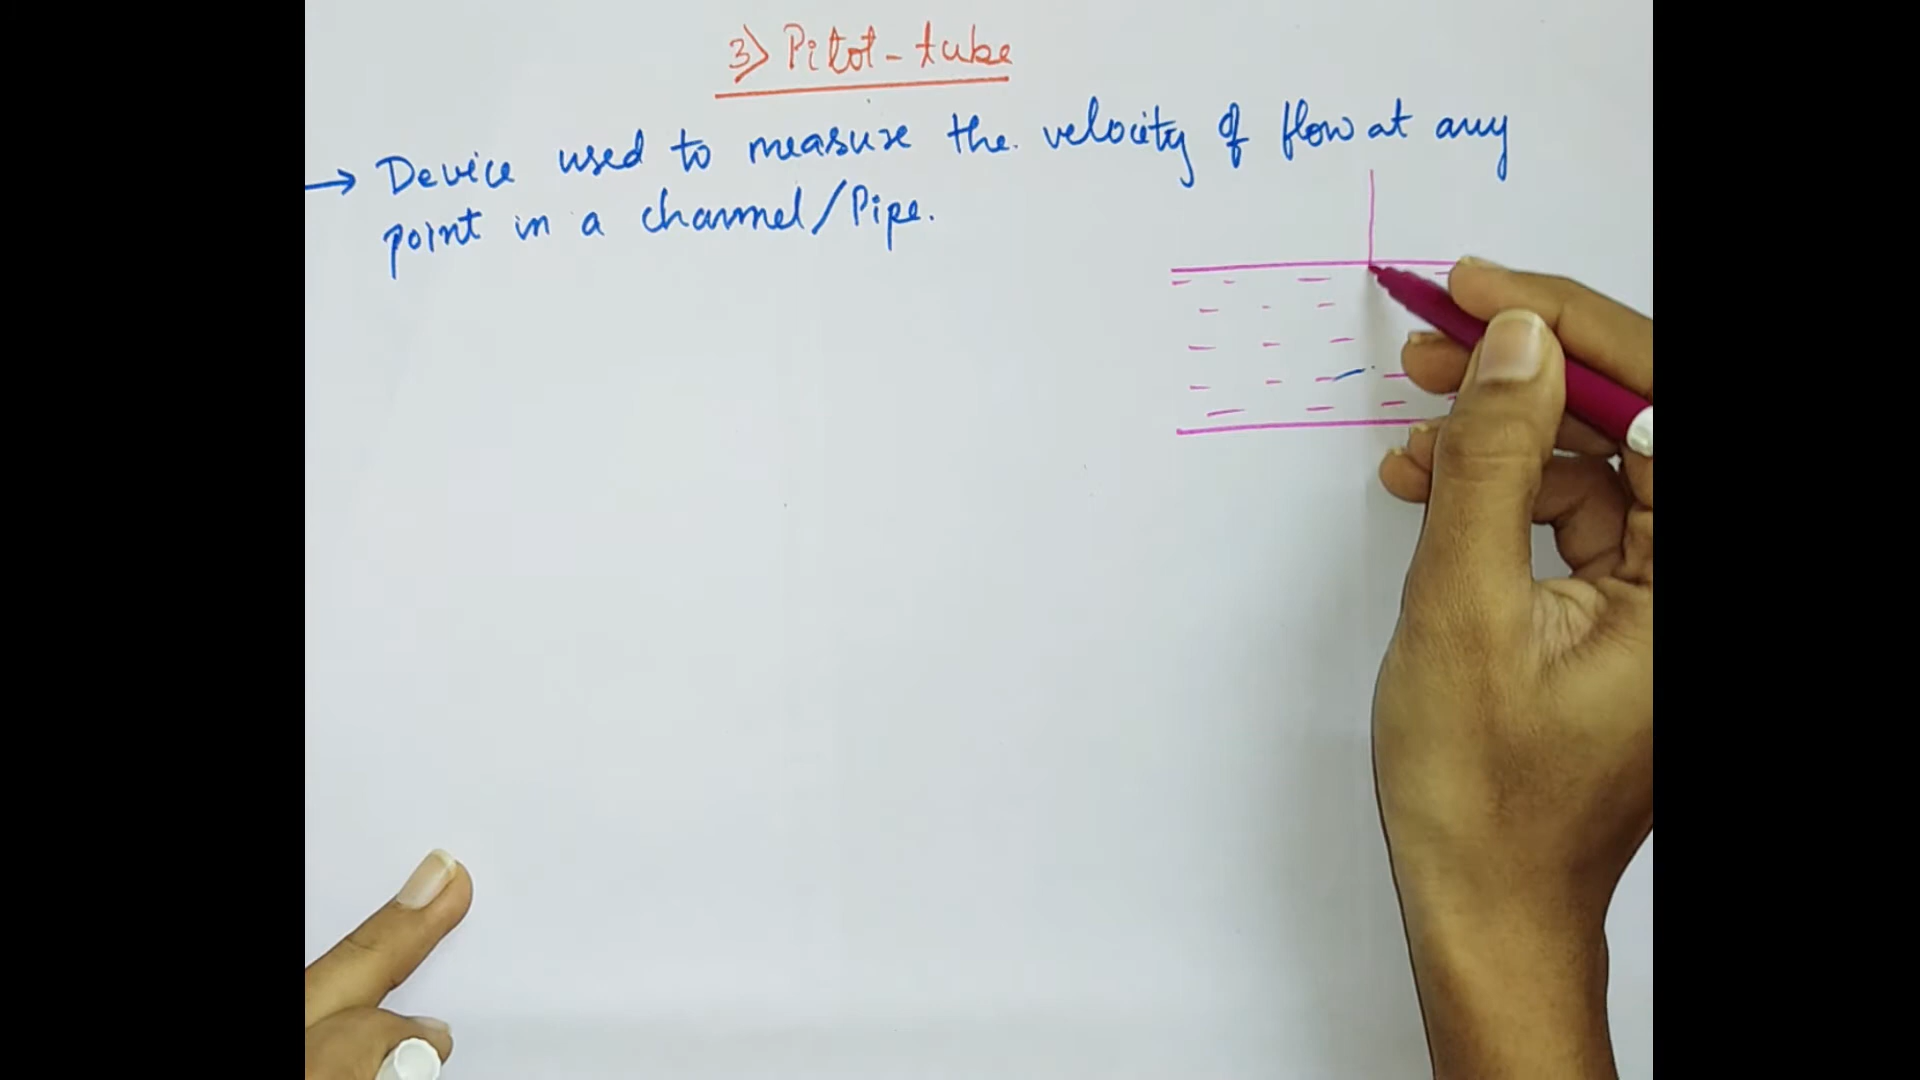 3) Pitot-tube
→ Device used to measure the velocity of flow at any
point in a channel/Pipe.